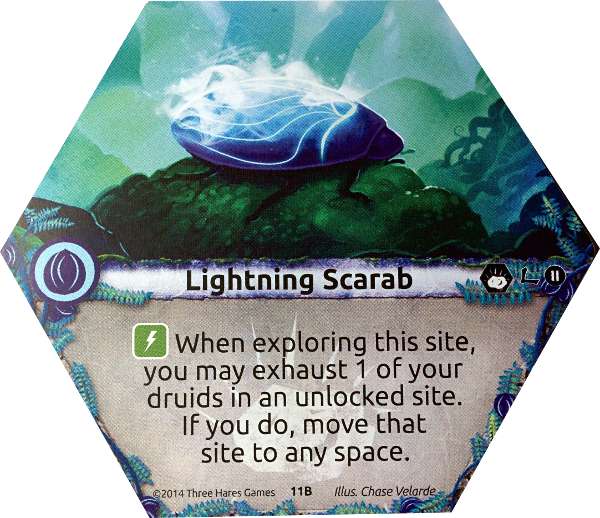 Lightning Scarab
When exploring this site,
you may exhaust 1 of your
druids in an unlocked site.
If you do, move that
site to any space.
©2014 Three Hares Games 11B Illus. Chase Velarde